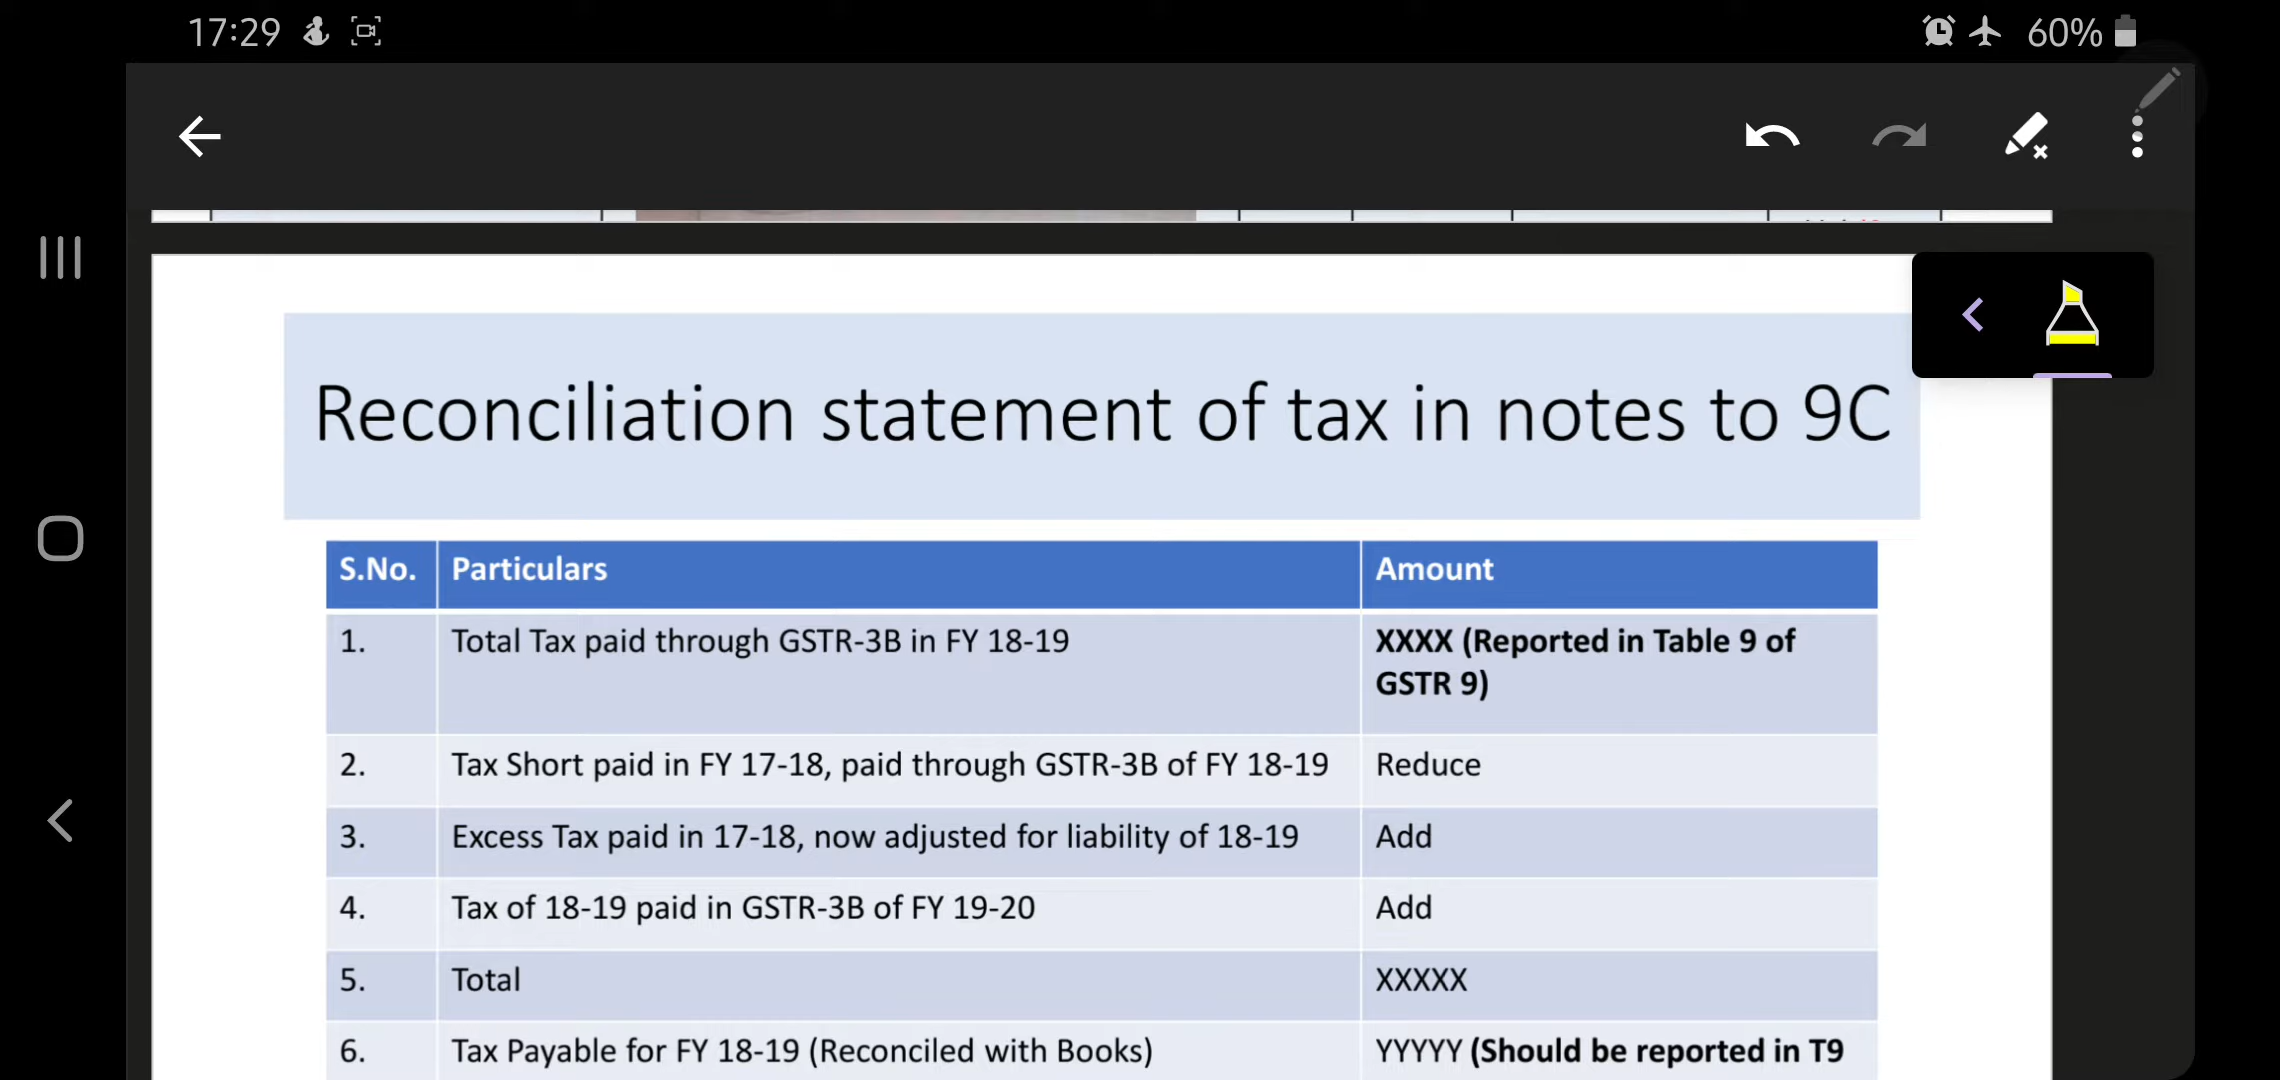 17:29
60%
Reconciliation statement of tax in notes to 9C
S.No. Particulars Amount
1. Total Tax paid through GSTR-3B in FY 18-19 XXXX (Reported in Table 9 of
GSTR 9)
2. Tax Short paid in FY 17-18, paid through GSTR-3B of FY 18-19 Reduce
3. Excess Tax paid in 17-18, now adjusted for liability of 18-19 Add
4. Tax of 18-19 paid in GSTR-3B of FY 19-20 Add
5. Total XXXXX
6. Tax Payable for FY 18-19 (Reconciled with Books) YYYYY (Should be reported in T9